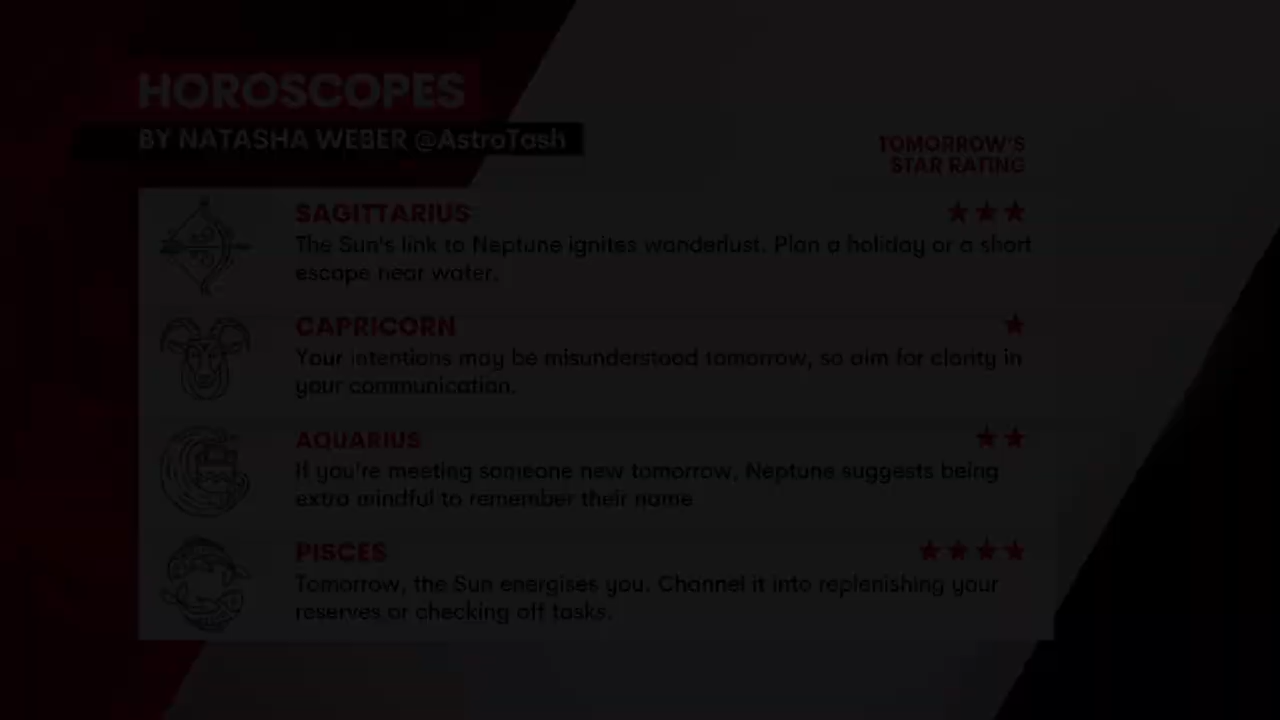 HOROSCOPES
BY NATASHA WEBER @AstroTash
TOMORROW'S
STAR RATING
SAGITTARIUS
The Sun's link to Neptune ignites wanderlust. Plan a holiday or a short
escape near water.
CAPRICORN
Your intentions may be misunderstood tomorrow, so aim for clarity in
your communication.
AQUARIUS
If you're meeting someone new tomorrow, Neptune suggests being
extra mindful to remember their name
PISCES
Tomorrow, the Sun energises you. Channel it into replenishing your
reserves or checking off tasks.